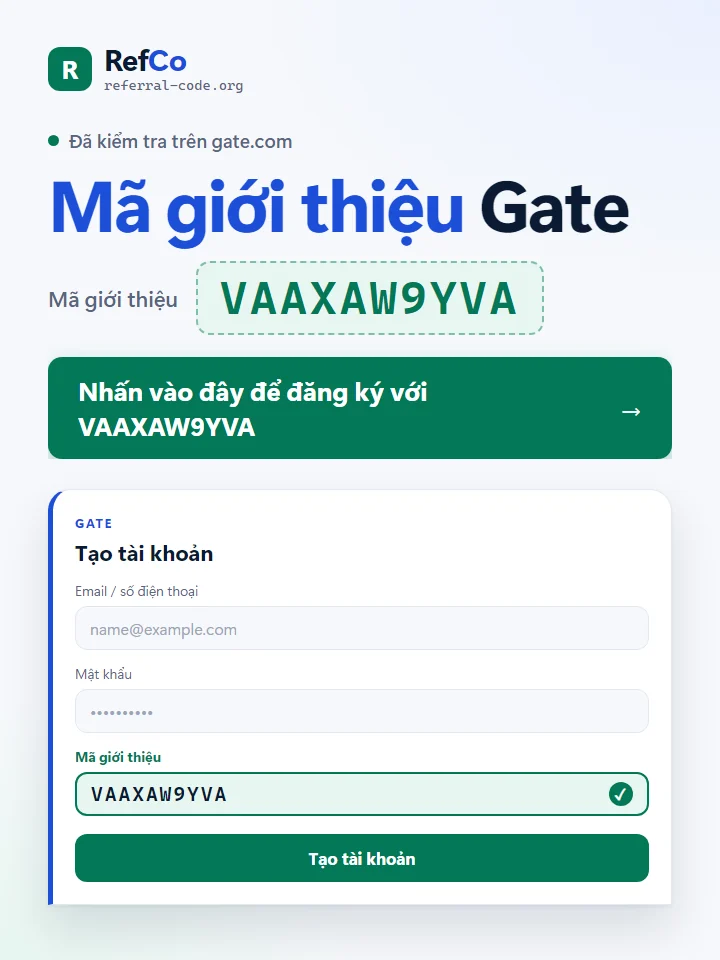 R
RefCo
referral-code.org
Đã kiểm tra trên gate.com
Mã giới thiệu Gate
Mã giới thiệu
VAAXAW9YVA
Nhấn vào đây để đăng ký với
VAAXAW9YVA
→
GATE
Tạo tài khoản
Email / số điện thoại
name@example.com
Mật khẩu
••••••••••
Mã giới thiệu
VAAXAW9YVA
✓
Tạo tài khoản